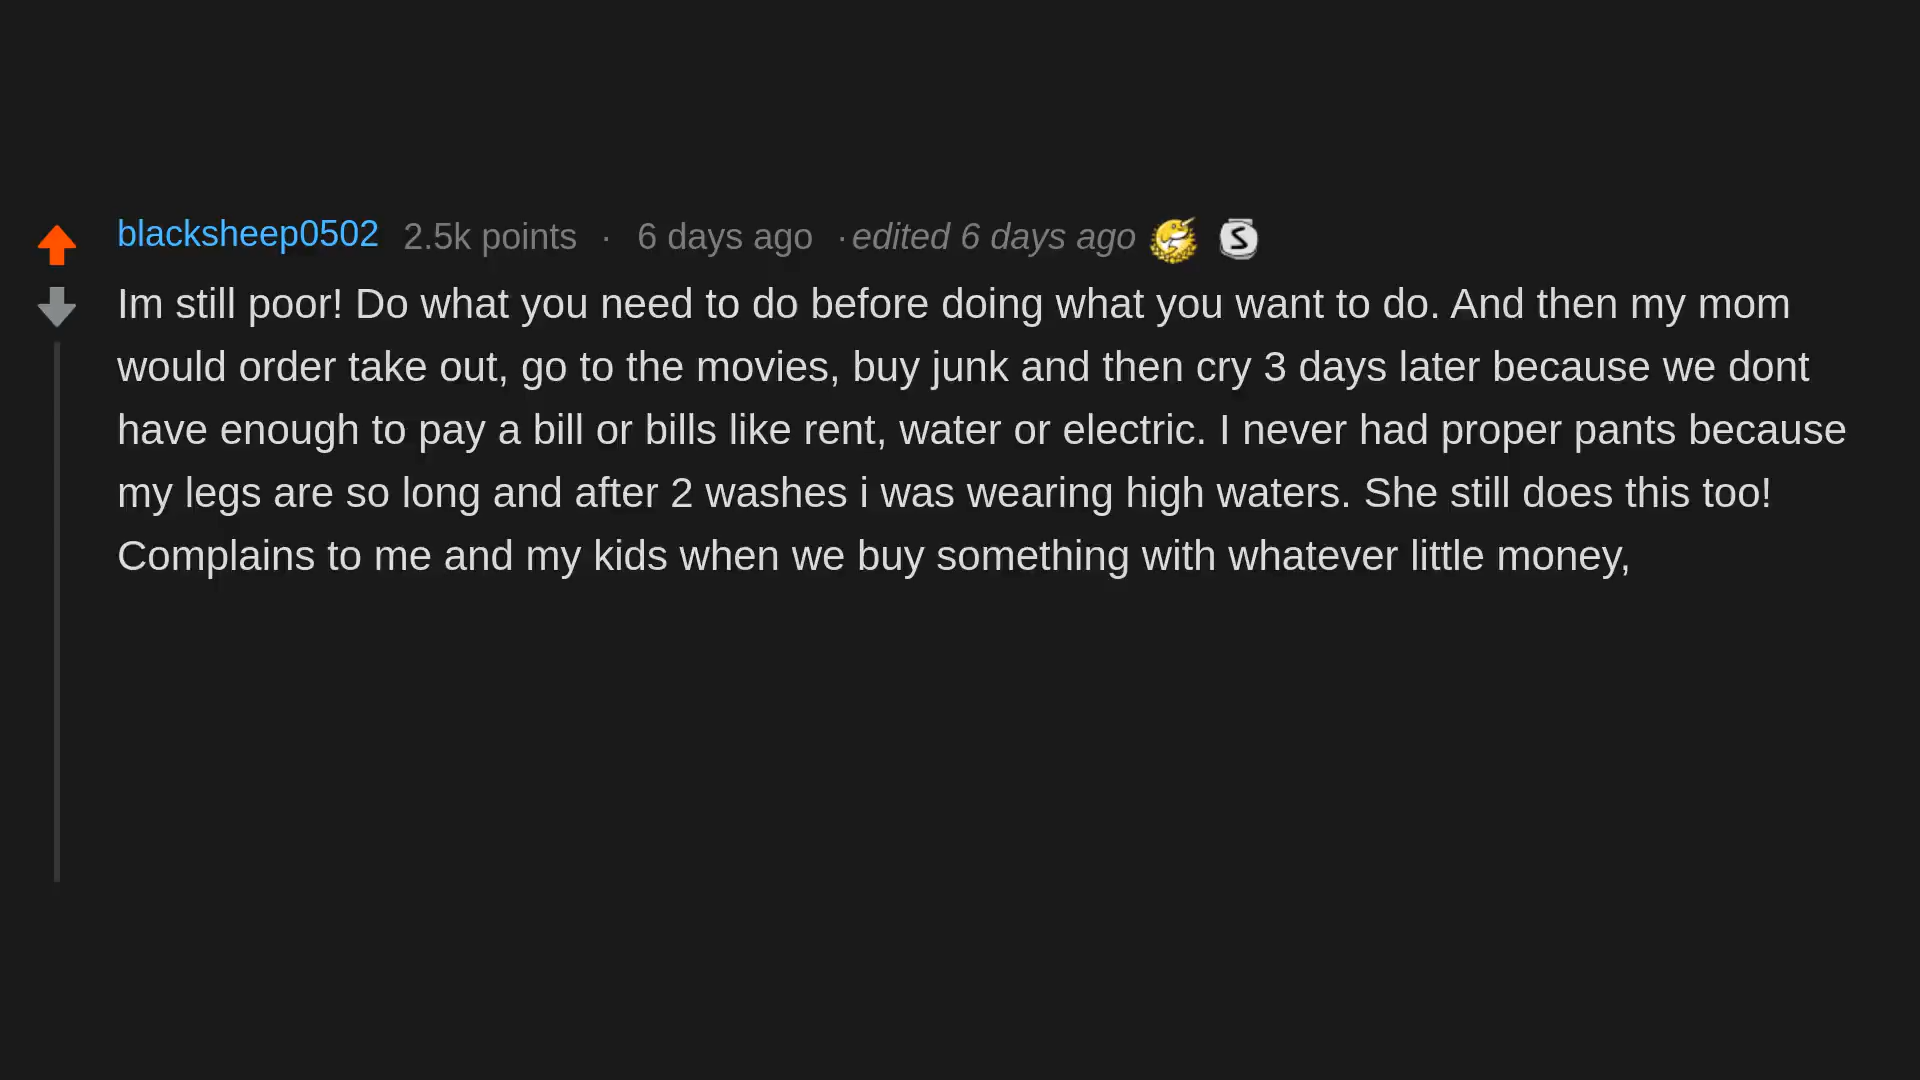 blacksheep0502 2.5k points · 6 days ago · edited 6 days ago
Im still poor! Do what you need to do before doing what you want to do. And then my mom
would order take out, go to the movies, buy junk and then cry 3 days later because we dont
have enough to pay a bill or bills like rent, water or electric. I never had proper pants because
my legs are so long and after 2 washes i was wearing high waters. She still does this too!
Complains to me and my kids when we buy something with whatever little money,